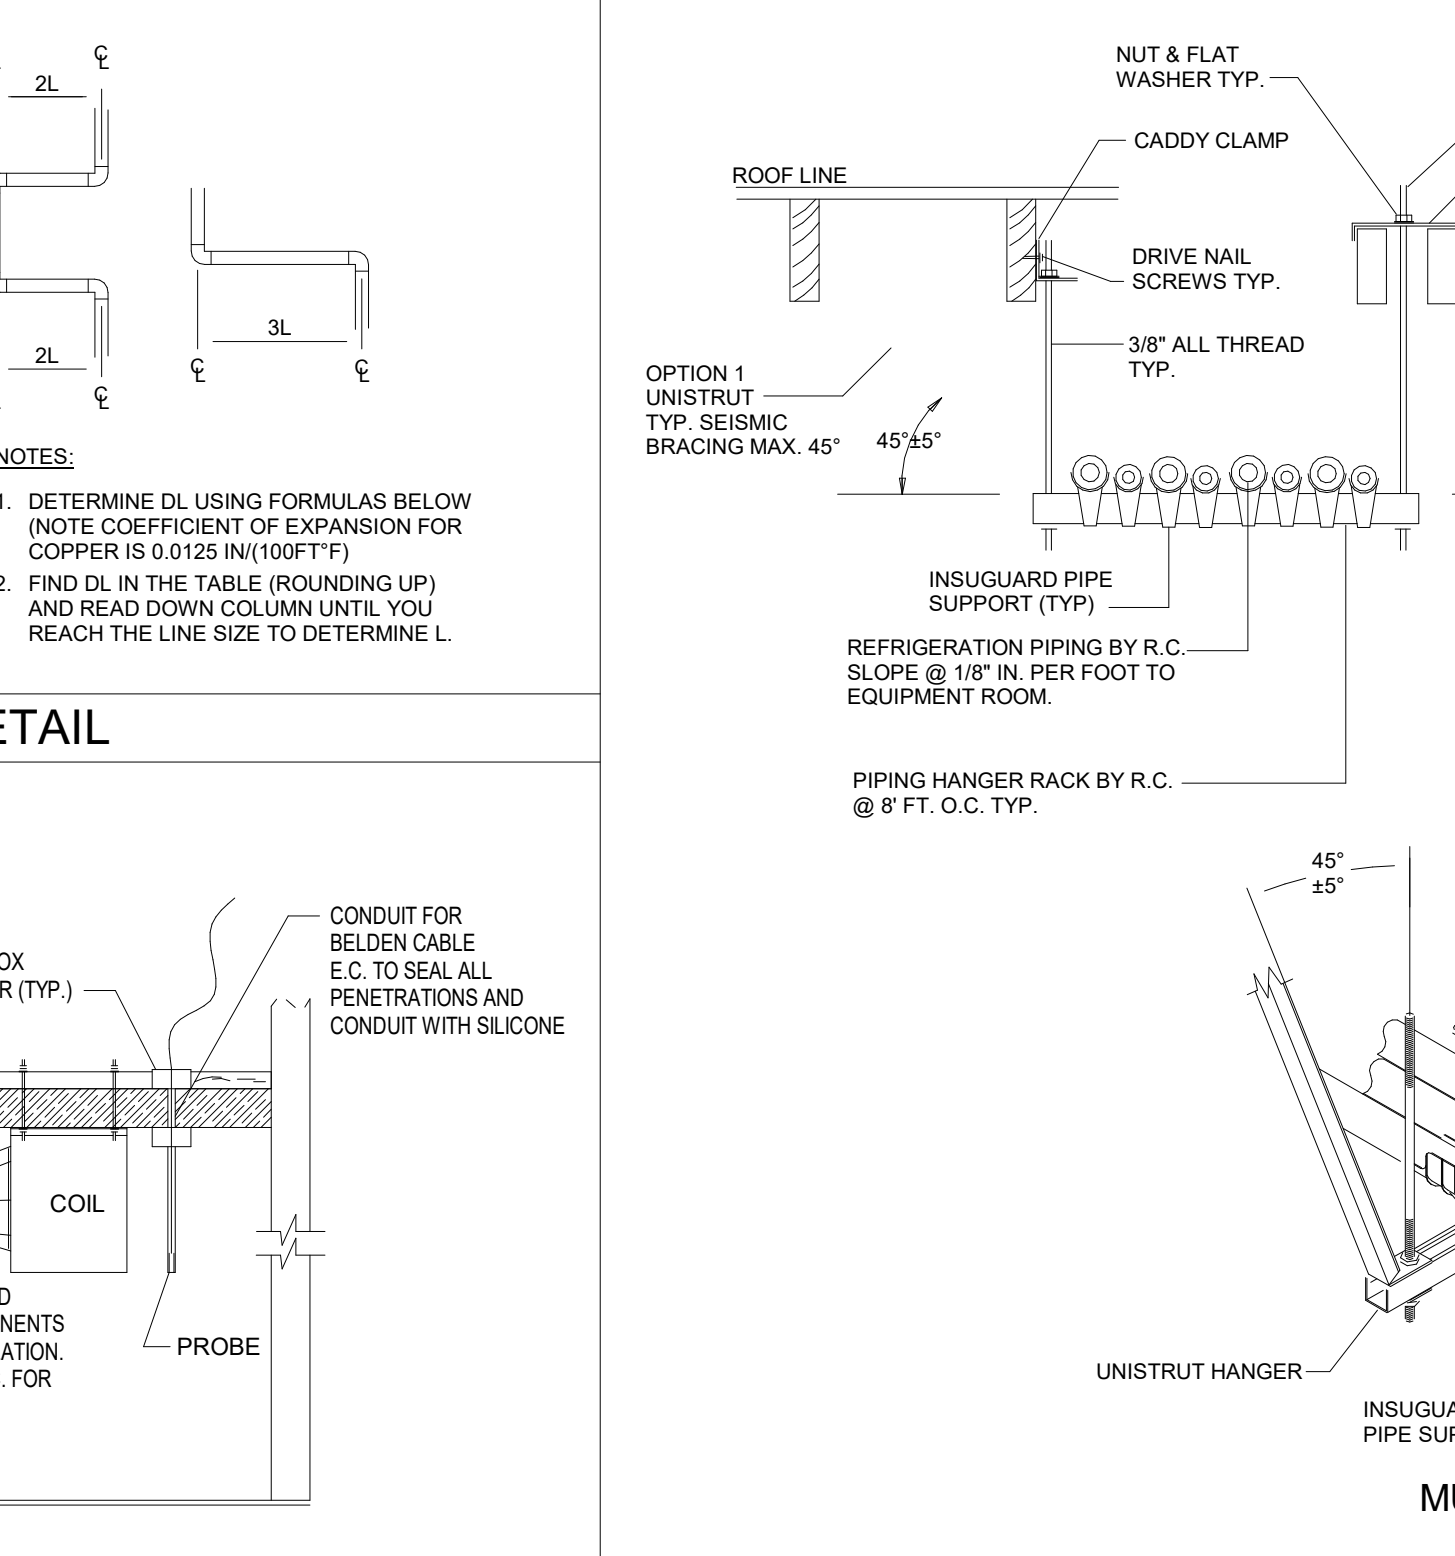 ℄
2L
3L
2L
℄
℄
℄
NOTES:
1. DETERMINE DL USING FORMULAS BELOW
(NOTE COEFFICIENT OF EXPANSION FOR
COPPER IS 0.0125 IN/(100FT°F)
2. FIND DL IN THE TABLE (ROUNDING UP)
AND READ DOWN COLUMN UNTIL YOU
REACH THE LINE SIZE TO DETERMINE L.
ETAIL
OX
R (TYP.)
CONDUIT FOR
BELDEN CABLE
E.C. TO SEAL ALL
PENETRATIONS AND
CONDUIT WITH SILICONE
COIL
D
NENTS
ATION.
. FOR
PROBE
NUT & FLAT
WASHER TYP.
CADDY CLAMP
ROOF LINE
DRIVE NAIL
SCREWS TYP.
3/8" ALL THREAD
TYP.
OPTION 1
UNISTRUT
TYP. SEISMIC
BRACING MAX. 45°
45°±5°
INSUGUARD PIPE
SUPPORT (TYP)
REFRIGERATION PIPING BY R.C.
SLOPE @ 1/8" IN. PER FOOT TO
EQUIPMENT ROOM.
PIPING HANGER RACK BY R.C.
@ 8' FT. O.C. TYP.
45°
±5°
UNISTRUT HANGER
INSUGUA
PIPE SUP
MU